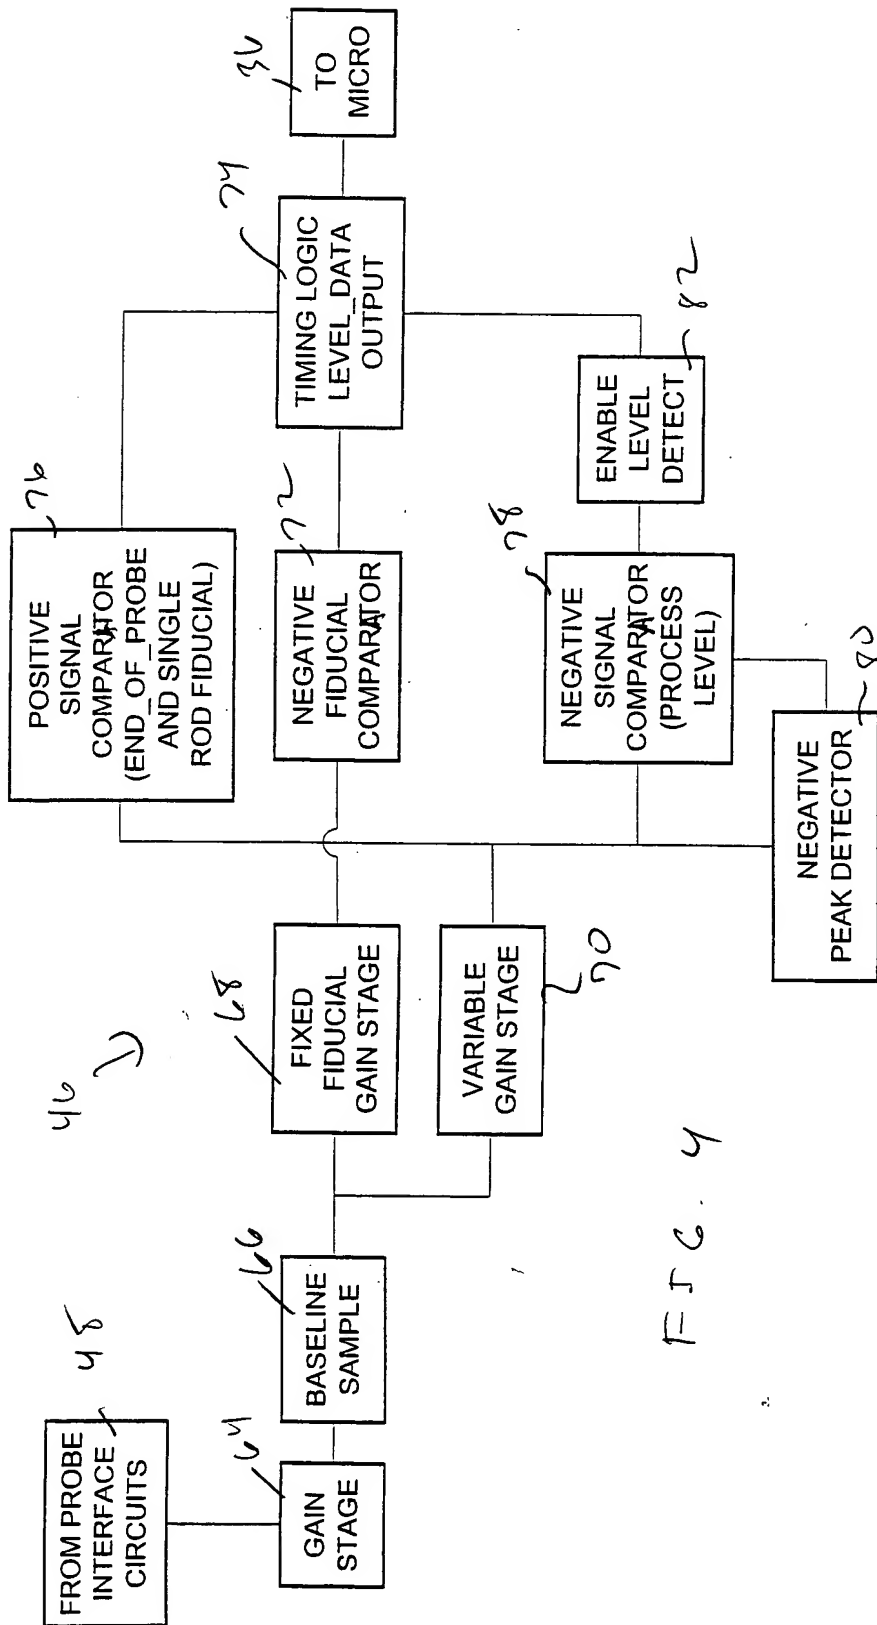 46
48
FROM PROBE
INTERFACE
CIRCUITS
64
GAIN
STAGE
66
BASELINE
SAMPLE
68
FIXED
FIDUCIAL
GAIN STAGE
VARIABLE
GAIN STAGE
70
76
POSITIVE
SIGNAL
COMPARATOR
(END_OF_PROBE
AND SINGLE
ROD FIDUCIAL)
72
NEGATIVE
FIDUCIAL
COMPARATOR
78
NEGATIVE
SIGNAL
COMPARATOR
(PROCESS
LEVEL)
NEGATIVE
PEAK DETECTOR
80
ENABLE
LEVEL
DETECT
82
74
TIMING LOGIC
LEVEL_DATA
OUTPUT
36
TO
MICRO
FIG. 4